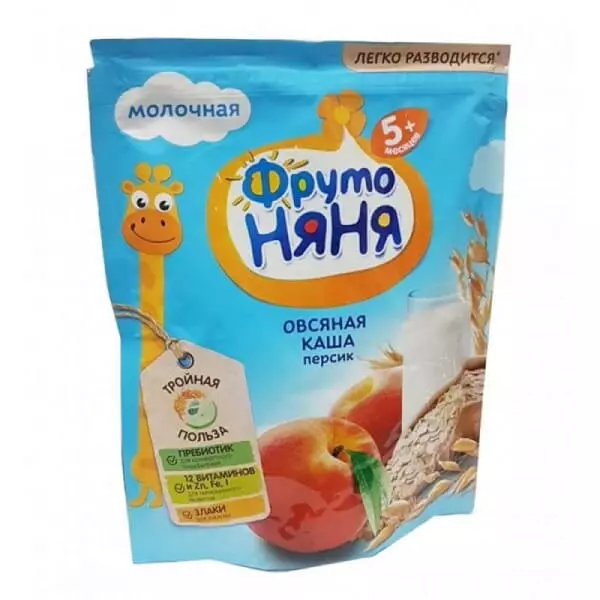 ЛЕГКО РАЗВОДИТСЯ*
МОЛОЧНАЯ
5+
месяцев
Фруто
НЯНЯ
ОВСЯНАЯ
КАША
персик
ТРОЙНАЯ
ПОЛЬЗА
ПРЕБИОТИК
12 ВИТАМИНОВ
и Zn, Fe, I
ЗЛАКИ